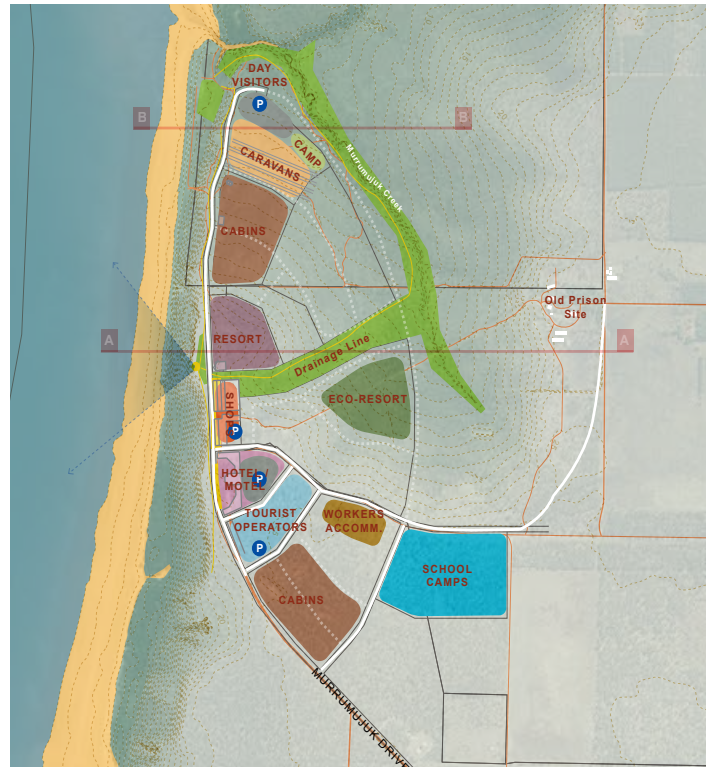 DAY
VISITORS
P
B
B
CAMP
CARAVANS
Murrumujuk Creek
CABINS
Old Prison
Site
A
RESORT
A
Drainage Line
ECO-RESORT
SHOP
P
HOTEL /
MOTEL
P
TOURIST
OPERATORS
WORKERS
ACCOMM.
P
SCHOOL
CAMPS
CABINS
MURRUMUJUK DRIVE